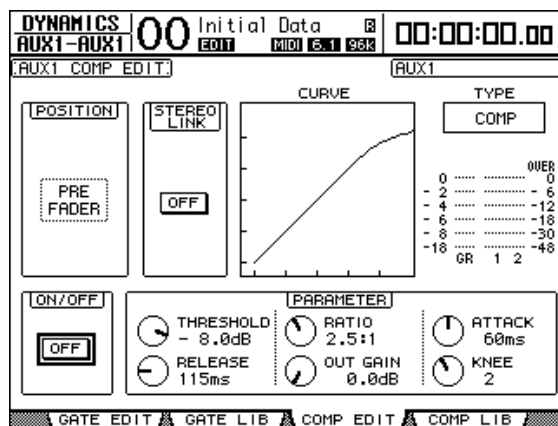 DYNAMICS
AUX1-AUX1
00
Initial Data R
EDIT MIDI 6.1 96k
00:00:00.00
AUX1 COMP EDIT
AUX1
POSITION
PRE
FADER
STEREO
LINK
OFF
CURVE
TYPE
COMP
OVER
0 0
- 2 - 6
- 4 -12
- 6 -18
- 8 -30
-18 -48
GR 1 2
ON/OFF
OFF
PARAMETER
THRESHOLD
- 8.0dB
RATIO
2.5:1
ATTACK
60ms
RELEASE
115ms
OUT GAIN
0.0dB
KNEE
2
GATE EDIT GATE LIB COMP EDIT COMP LIB